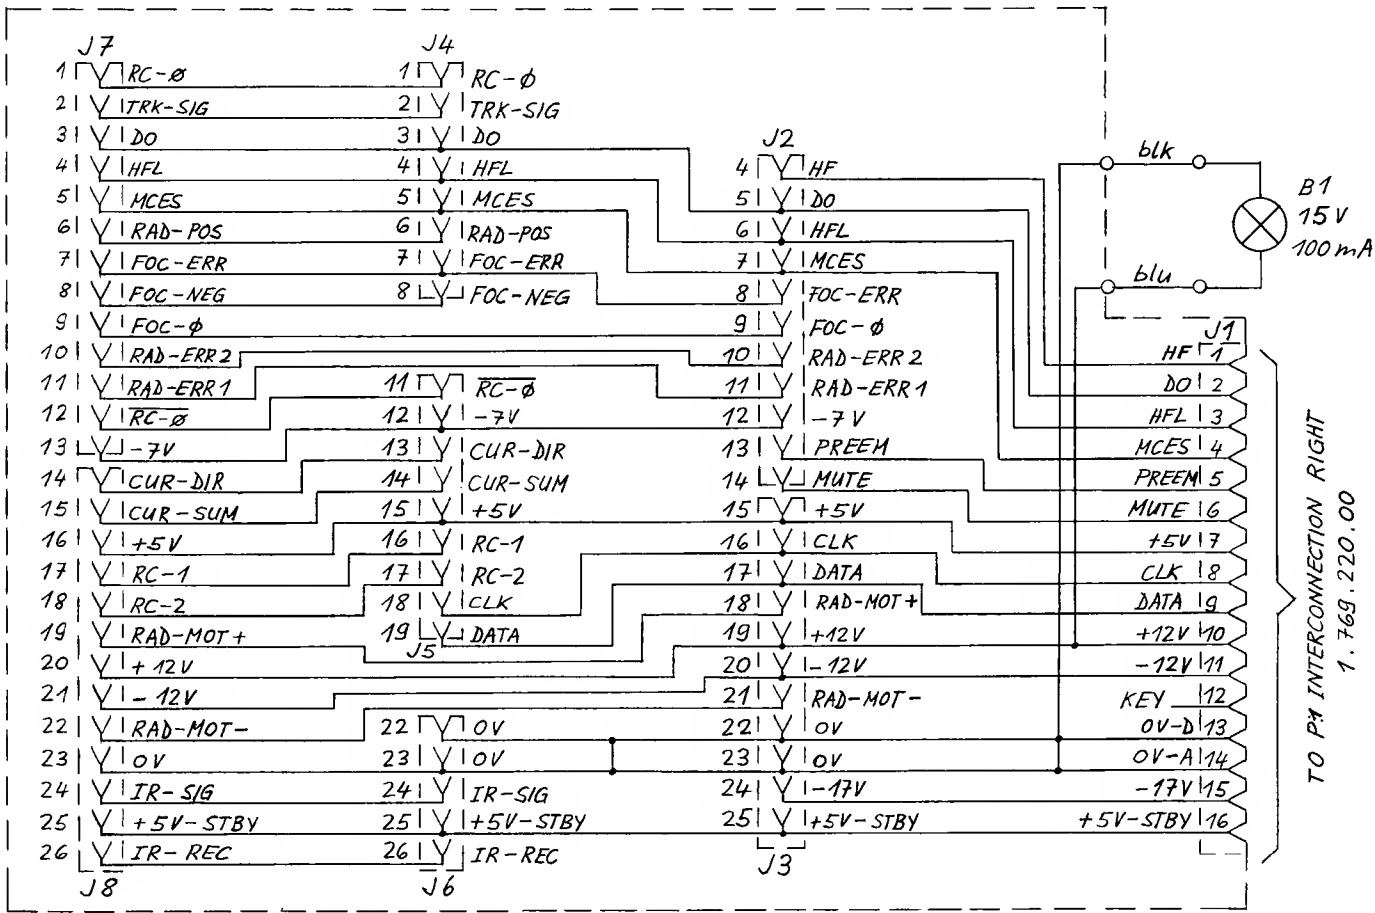 J7
1 RC-ø
2 TRK-SIG
3 DO
4 HFL
5 MCES
6 RAD-POS
7 FOC-ERR
8 FOC-NEG
9 FOC-ø
10 RAD-ERR2
11 RAD-ERR1
12 R̅C̅-̅ø̅
13 -7V
14 CUR-DIR
15 CUR-SUM
16 +5V
17 RC-1
18 RC-2
19 RAD-MOT+
20 +12V
21 -12V
22 RAD-MOT-
23 0V
24 IR-SIG
25 +5V-STBY
26 IR-REC
J8
J4
1 RC-ø
2 TRK-SIG
3 DO
4 HFL
5 MCES
6 RAD-POS
7 FOC-ERR
8 FOC-NEG
11 R̅C̅-̅ø̅
12 -7V
13 CUR-DIR
14 CUR-SUM
15 +5V
16 RC-1
17 RC-2
18 CLK
19 DATA
J5
22 0V
23 0V
24 IR-SIG
25 +5V-STBY
26 IR-REC
J6
J2
4 HF
5 DO
6 HFL
7 MCES
8 FOC-ERR
9 FOC-ø
10 RAD-ERR2
11 RAD-ERR1
12 -7V
13 PREEM
14 MUTE
15 +5V
16 CLK
17 DATA
18 RAD-MOT+
19 +12V
20 -12V
21 RAD-MOT-
22 0V
23 0V
24 -17V
25 +5V-STBY
J3
blk
blu
B1
15V
100mA
J1
HF 1
DO 2
HFL 3
MCES 4
PREEM 5
MUTE 6
+5V 7
CLK 8
DATA 9
+12V 10
-12V 11
KEY 12
0V-D 13
0V-A 14
-17V 15
+5V-STBY 16
TO PM INTERCONNECTION RIGHT
1.769.220.00